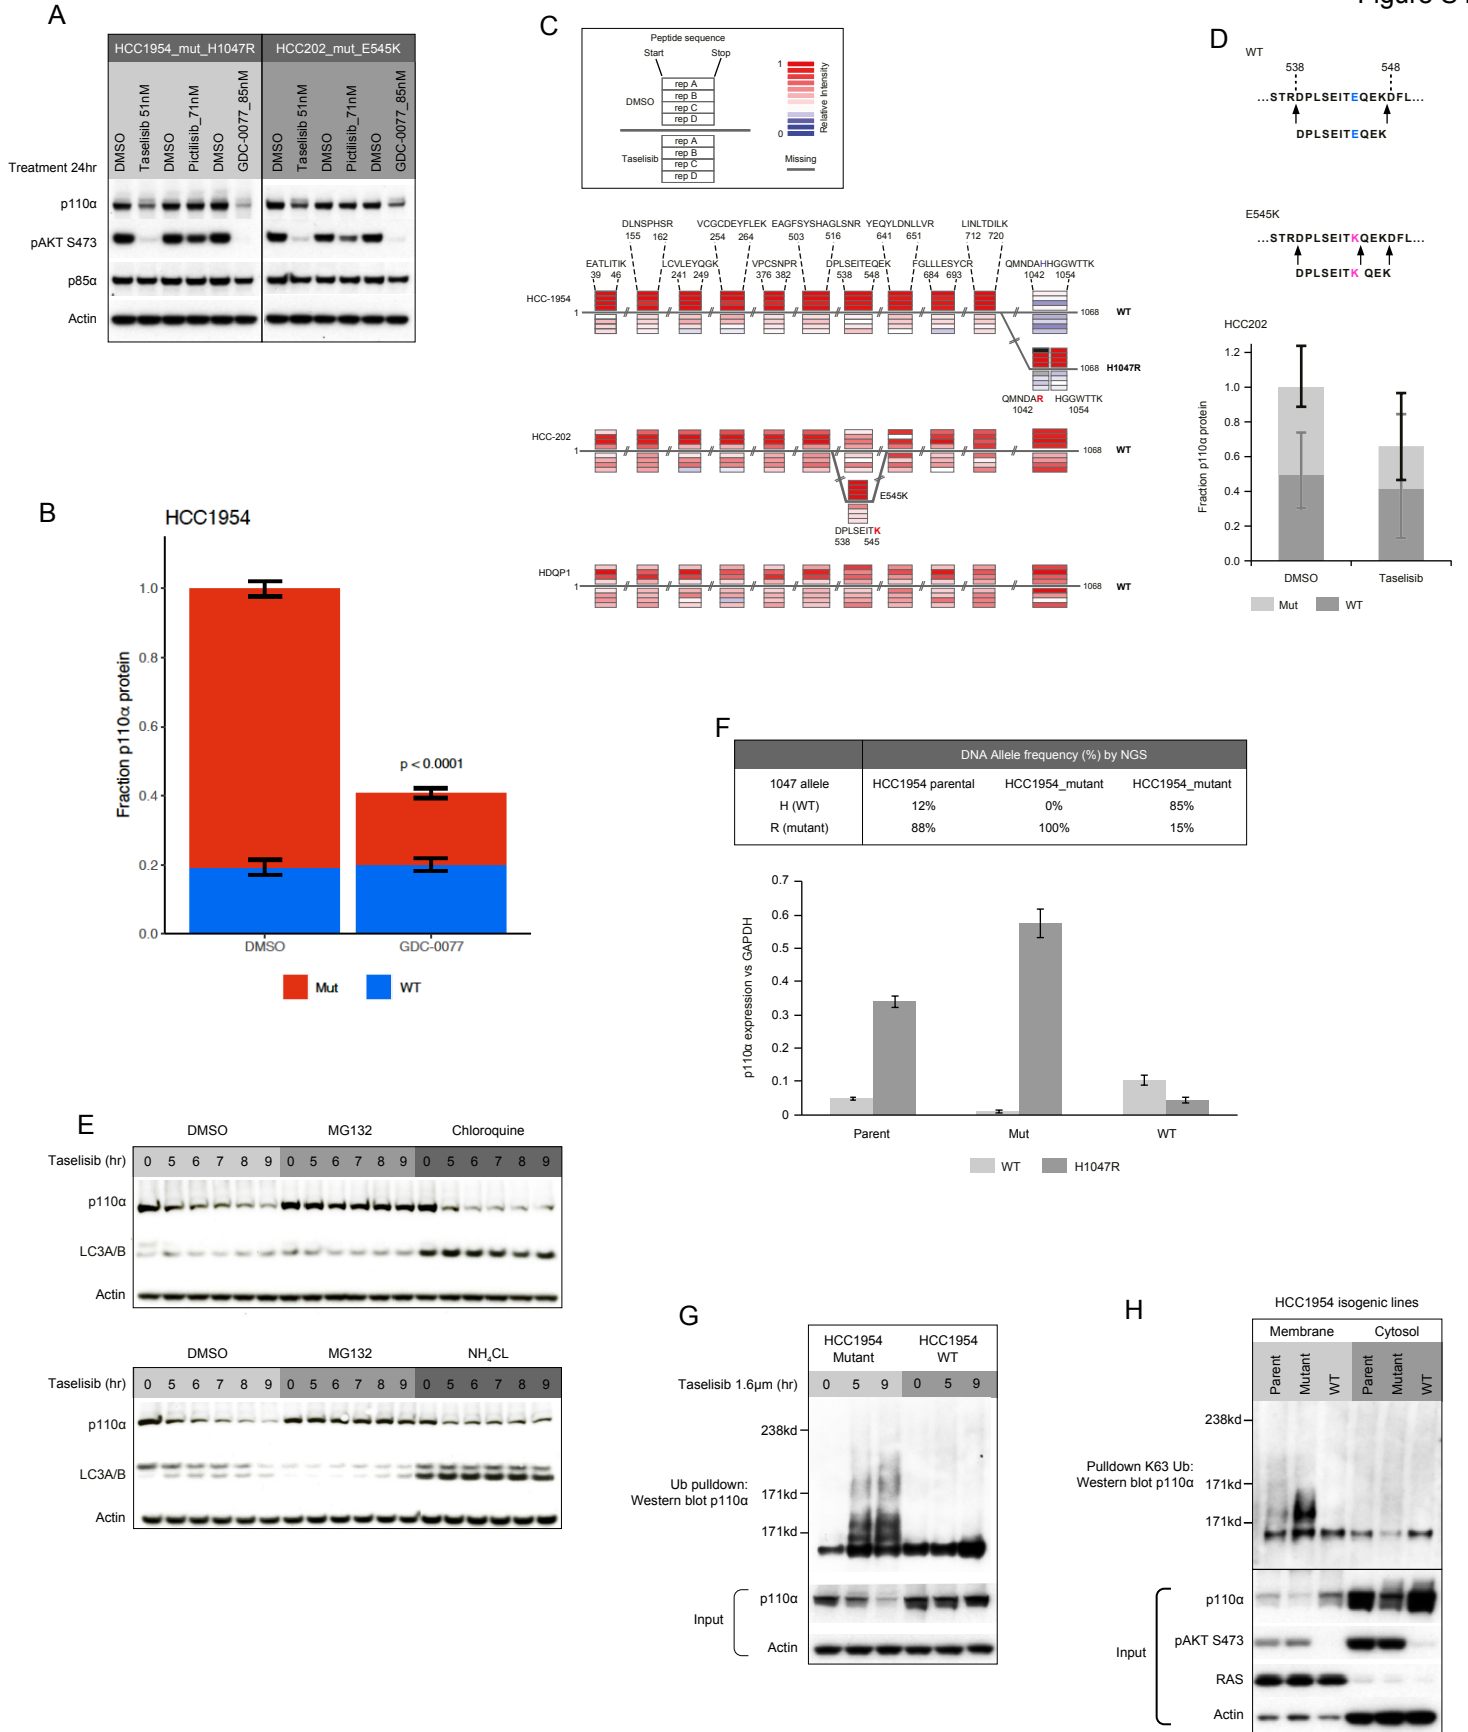 A
HCC1954_mut_H1047R
HCC202_mut_E545K
Treatment 24hr
DMSO
Taselisib 51nM
DMSO
Pictilisib_71nM
DMSO
GDC-0077_85nM
DMSO
Taselisib 51nM
DMSO
Pictilisib_71nM
DMSO
GDC-0077_85nM
p110α
pAKT S473
p85α
Actin
B
HCC1954
Fraction p110α protein
1.0
0.8
0.6
0.4
0.2
0.0
p < 0.0001
DMSO
GDC-0077
Mut
WT
C
Peptide sequence
Start
Stop
DMSO
rep A
rep B
rep C
rep D
Taselisib
rep A
rep B
rep C
rep D
1
0
Relative Intensity
Missing
DLNSPHSR
155 162
VCGCDEYFLEK
254 264
EAGFSYSHAGLSNR
503 516
YEQYLDNLLVR
641 651
LINLTDILK
712 720
EATLITIK
39 46
LCVLEYQGK
241 249
VPCSNPR
376 382
DPLSEITEQEK
538 548
FGLLLESYCR
684 693
QMNDAHHGGWTTK
1042 1054
HCC-1954
1
1068 WT
1068 H1047R
QMNDAR HGGWTTK
1042 1054
HCC-202
1
1068 WT
E545K
DPLSEITK
538 545
HDQP1
1
1068 WT
D
WT
538 548
...STRDPLSEITEQEKDFL...
DPLSEITEQEK
E545K
...STRDPLSEITKQEKDFL...
DPLSEITK QEK
HCC202
Fraction p110α protein
1.2
1.0
0.8
0.6
0.4
0.2
0.0
DMSO
Taselisib
Mut
WT
E
DMSO MG132 Chloroquine
Taselisib (hr) 0 5 6 7 8 9 0 5 6 7 8 9 0 5 6 7 8 9
p110α
LC3A/B
Actin
DMSO MG132 NH4CL
Taselisib (hr) 0 5 6 7 8 9 0 5 6 7 8 9 0 5 6 7 8 9
p110α
LC3A/B
Actin
F
DNA Allele frequency (%) by NGS
1047 allele HCC1954 parental HCC1954_mutant HCC1954_mutant
H (WT) 12% 0% 85%
R (mutant) 88% 100% 15%
p110α expression vs GAPDH
0.7
0.6
0.5
0.4
0.3
0.2
0.1
0
Parent
Mut
WT
WT
H1047R
G
HCC1954 Mutant
HCC1954 WT
Taselisib 1.6µm (hr) 0 5 9 0 5 9
238kd
171kd
171kd
Ub pulldown:
Western blot p110α
Input
p110α
Actin
H
HCC1954 isogenic lines
Membrane Cytosol
Parent
Mutant
WT
Parent
Mutant
WT
238kd
171kd
171kd
Pulldown K63 Ub:
Western blot p110α
Input
p110α
pAKT S473
RAS
Actin